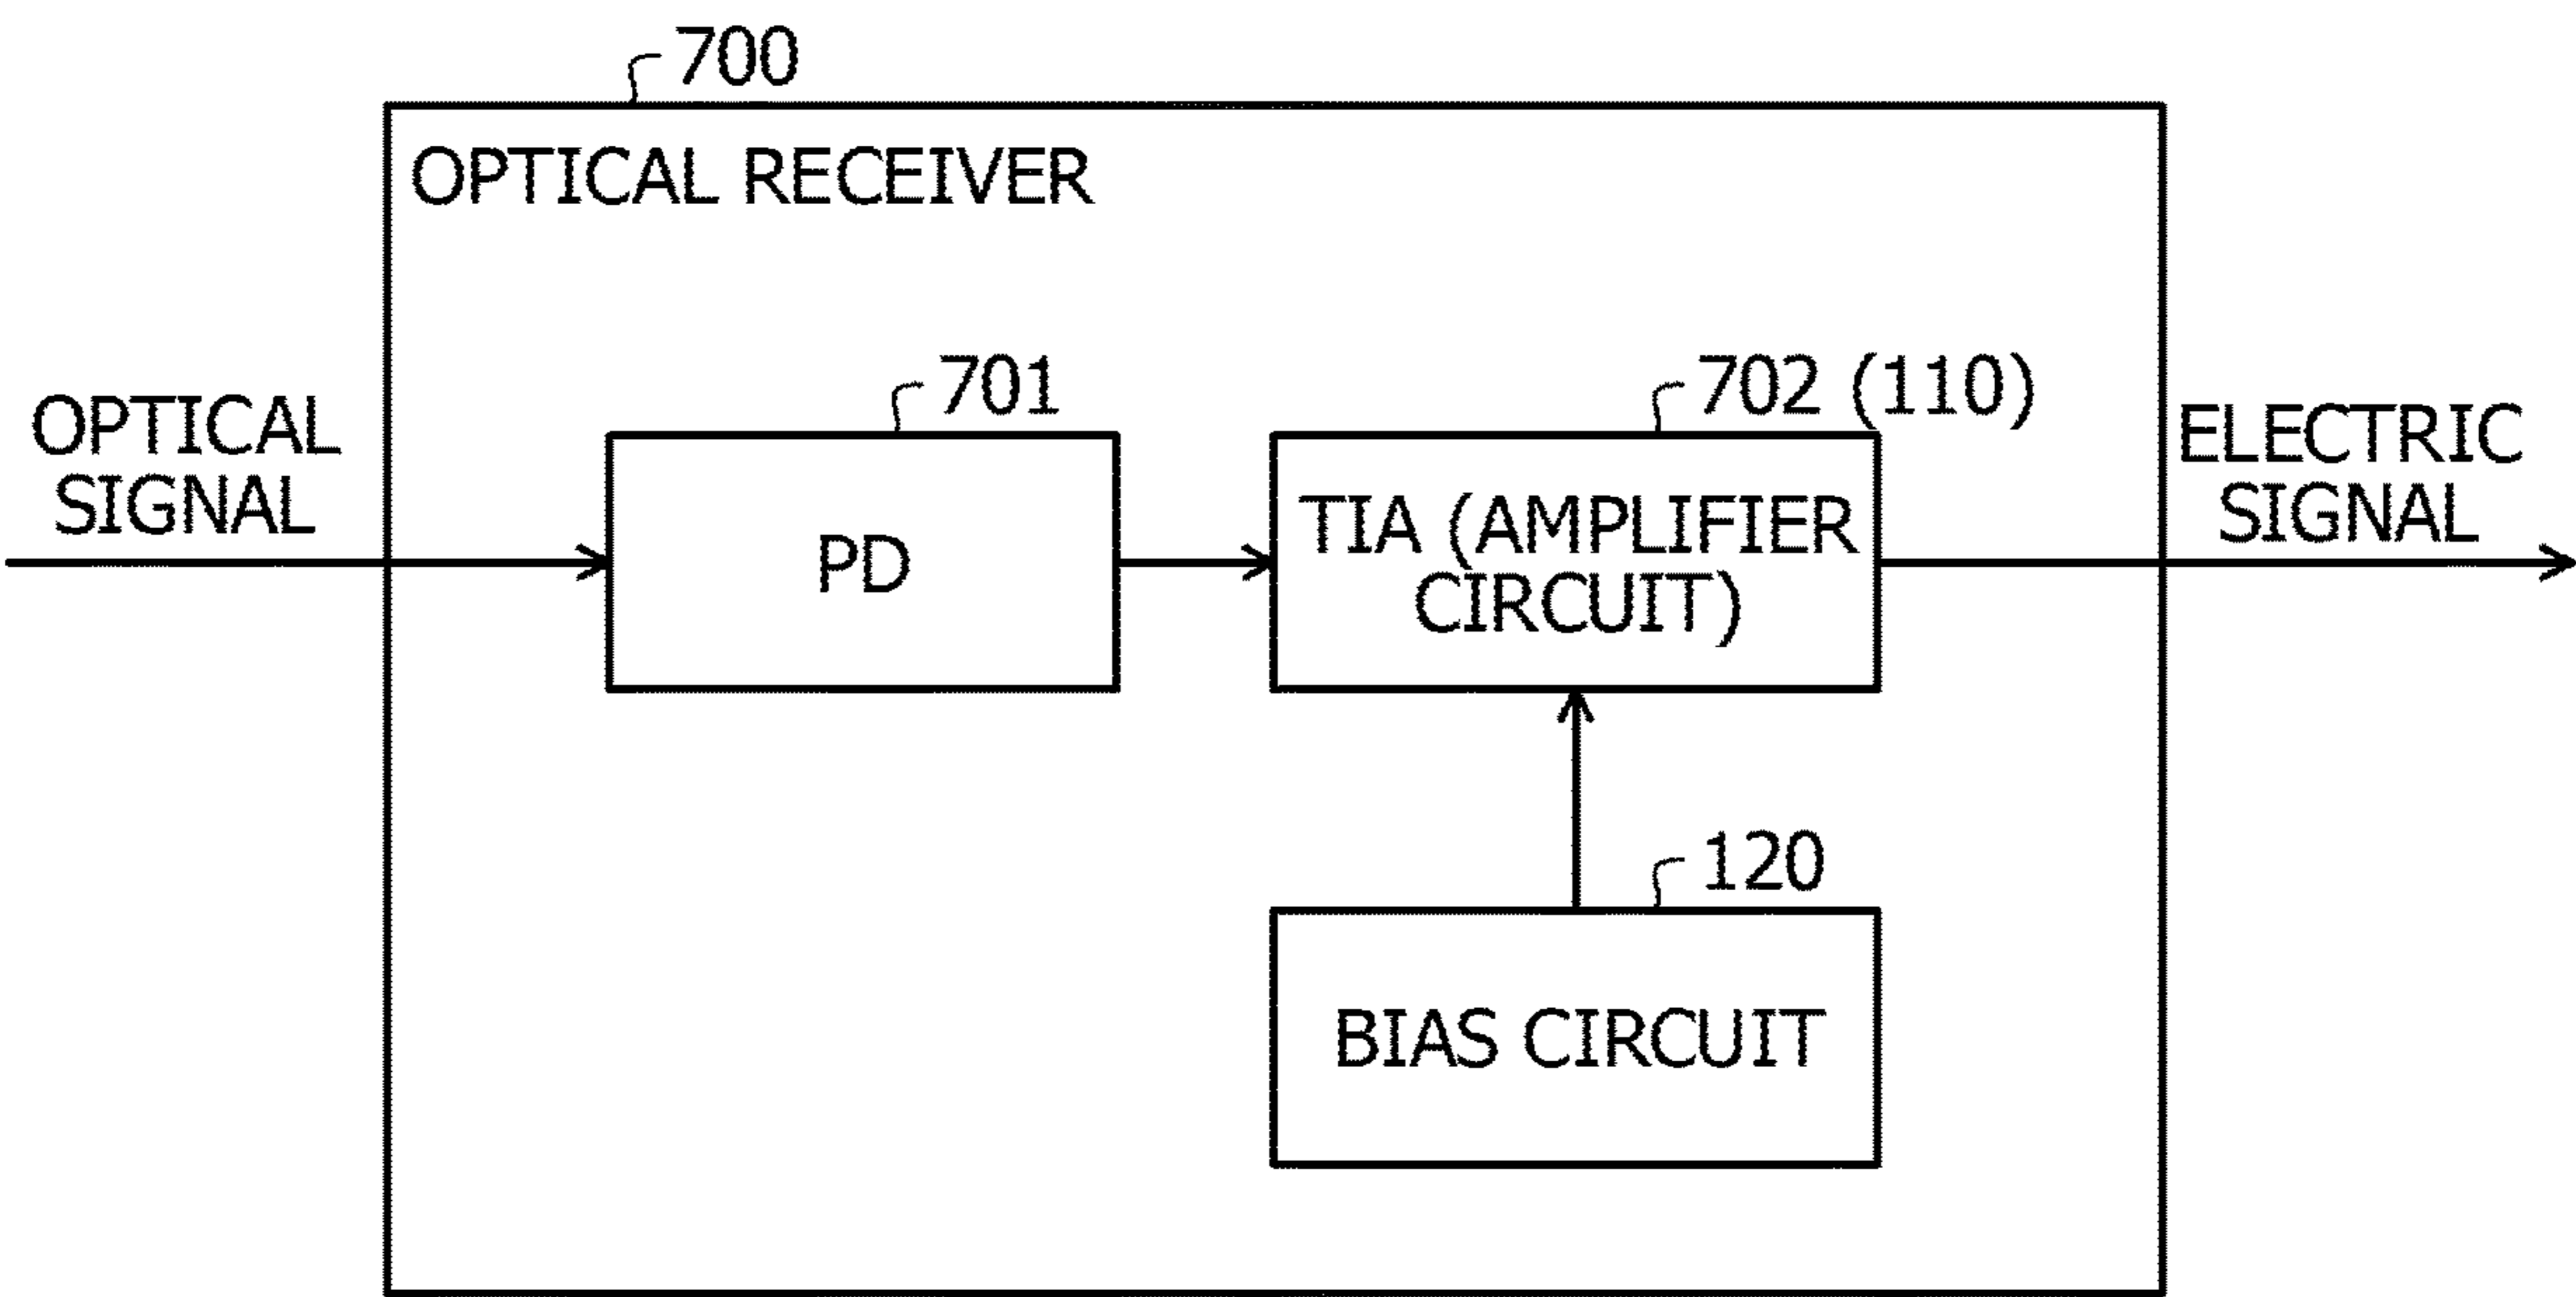 700
OPTICAL RECEIVER
701
702 (110)
OPTICAL
SIGNAL
ELECTRIC
SIGNAL
PD
TIA (AMPLIFIER
CIRCUIT)
120
BIAS CIRCUIT